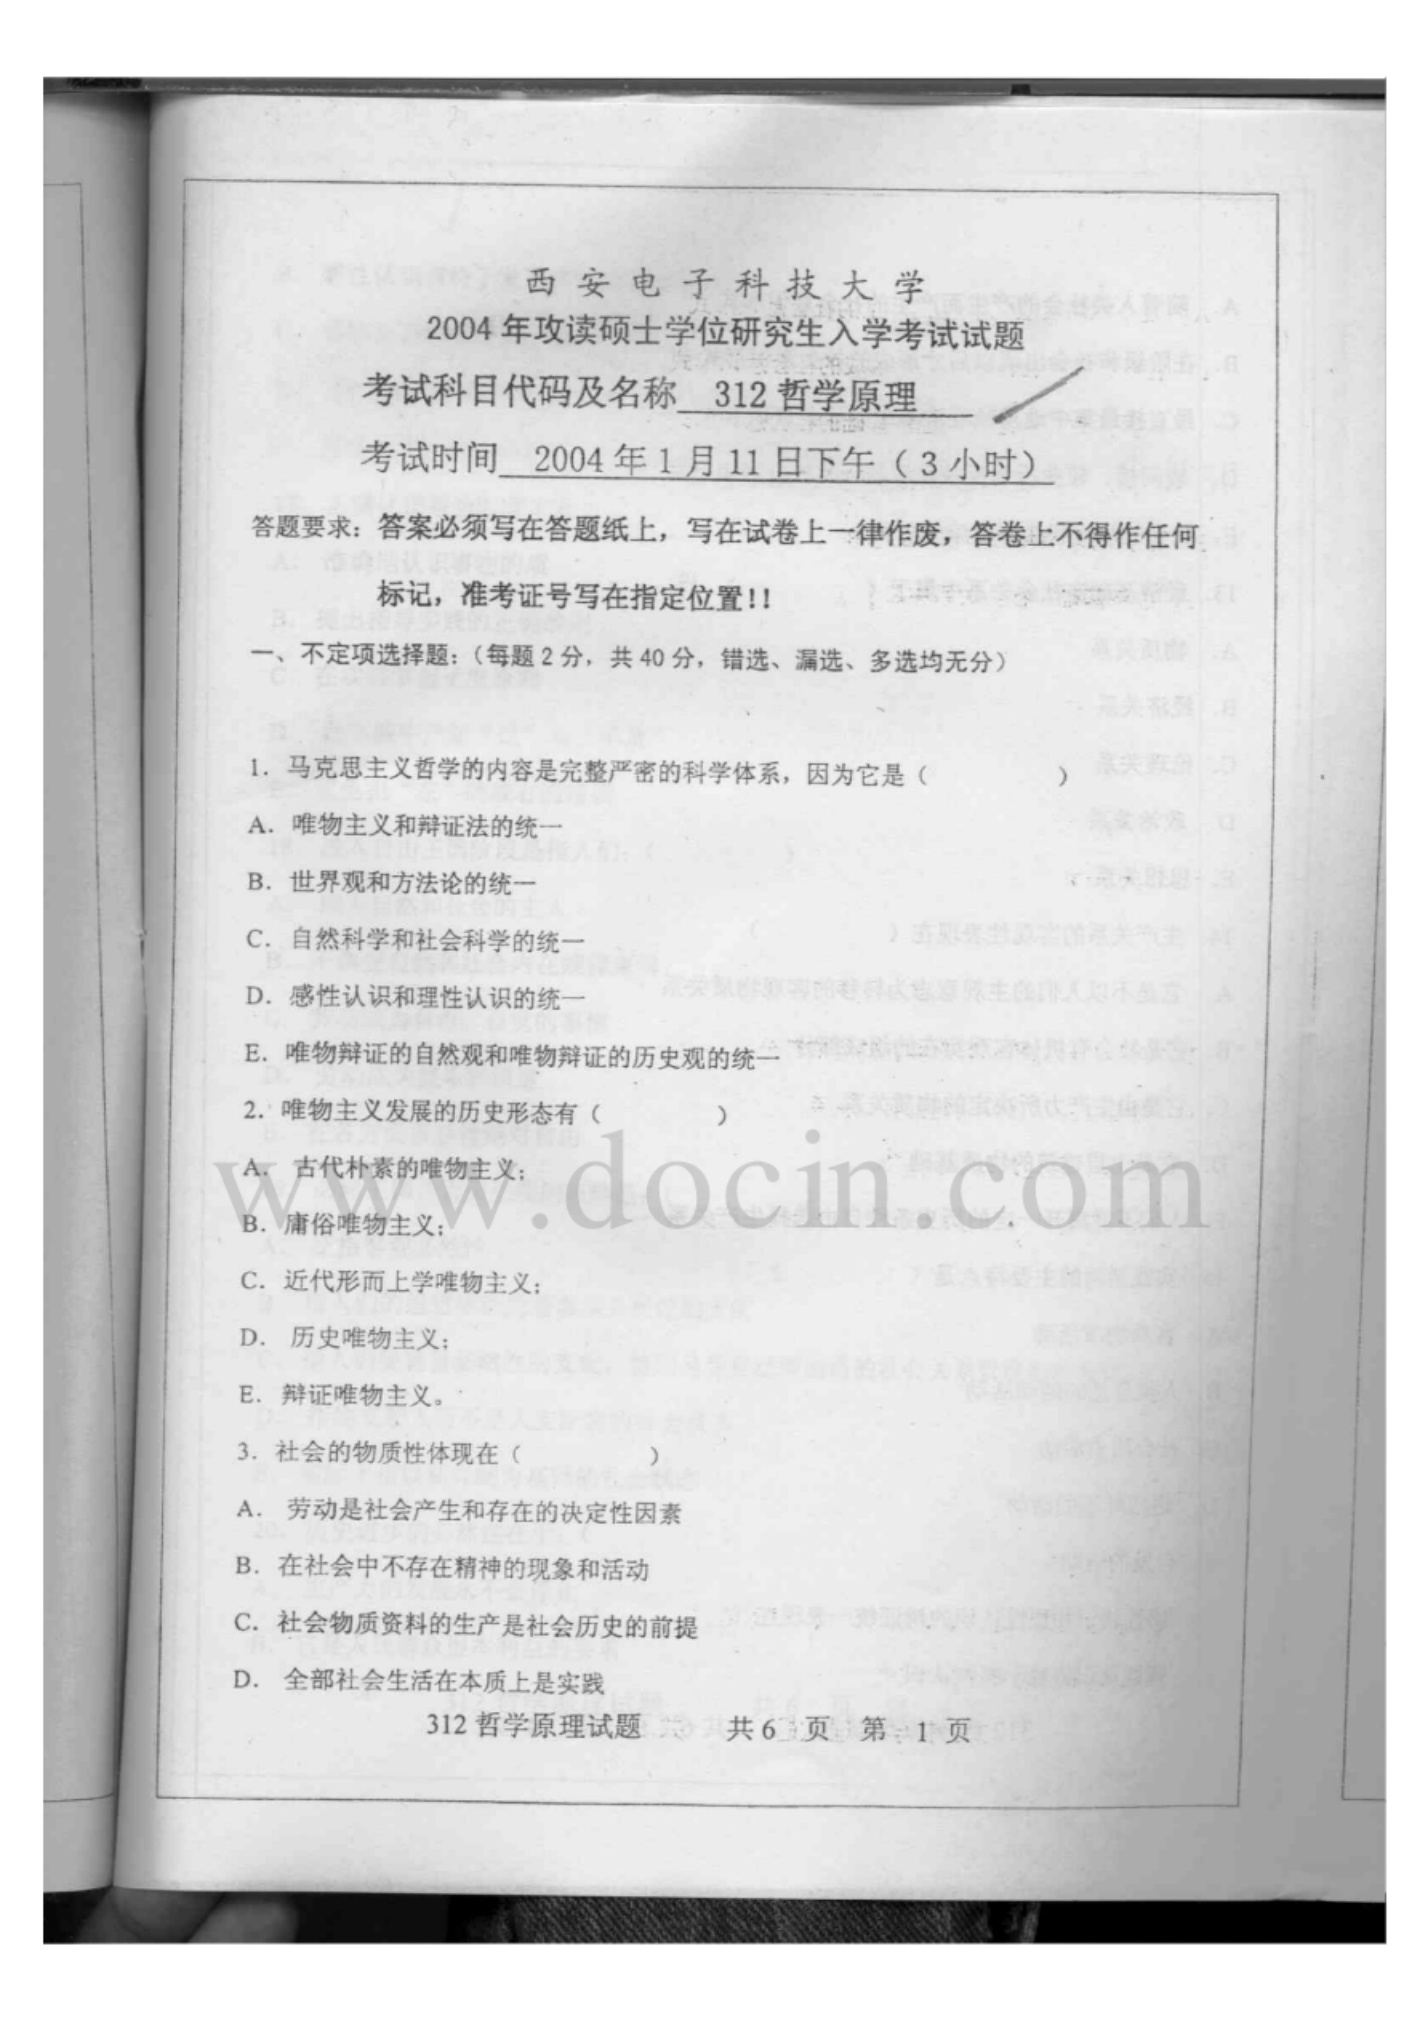 西安电子科技大学
2004年攻读硕士学位研究生入学考试试题
考试科目代码及名称 312哲学原理
考试时间 2004年1月11日下午（3小时）
答题要求：答案必须写在答题纸上，写在试卷上一律作废，答卷上不得作任何
标记，准考证号写在指定位置!!
一、不定项选择题：（每题2分，共40分，错选、漏选、多选均无分）
1．马克思主义哲学的内容是完整严密的科学体系，因为它是（ ）
A．唯物主义和辩证法的统一
B．世界观和方法论的统一
C．自然科学和社会科学的统一
D．感性认识和理性认识的统一
E．唯物辩证的自然观和唯物辩证的历史观的统一
2．唯物主义发展的历史形态有（ ）
A． 古代朴素的唯物主义；
B．庸俗唯物主义；
C．近代形而上学唯物主义；
D． 历史唯物主义；
E．辩证唯物主义。
3．社会的物质性体现在（ ）
A． 劳动是社会产生和存在的决定性因素
B．在社会中不存在精神的现象和活动
C．社会物质资料的生产是社会历史的前提
D． 全部社会生活在本质上是实践
312哲学原理试题 共6 页 第 1 页
www.docin.com